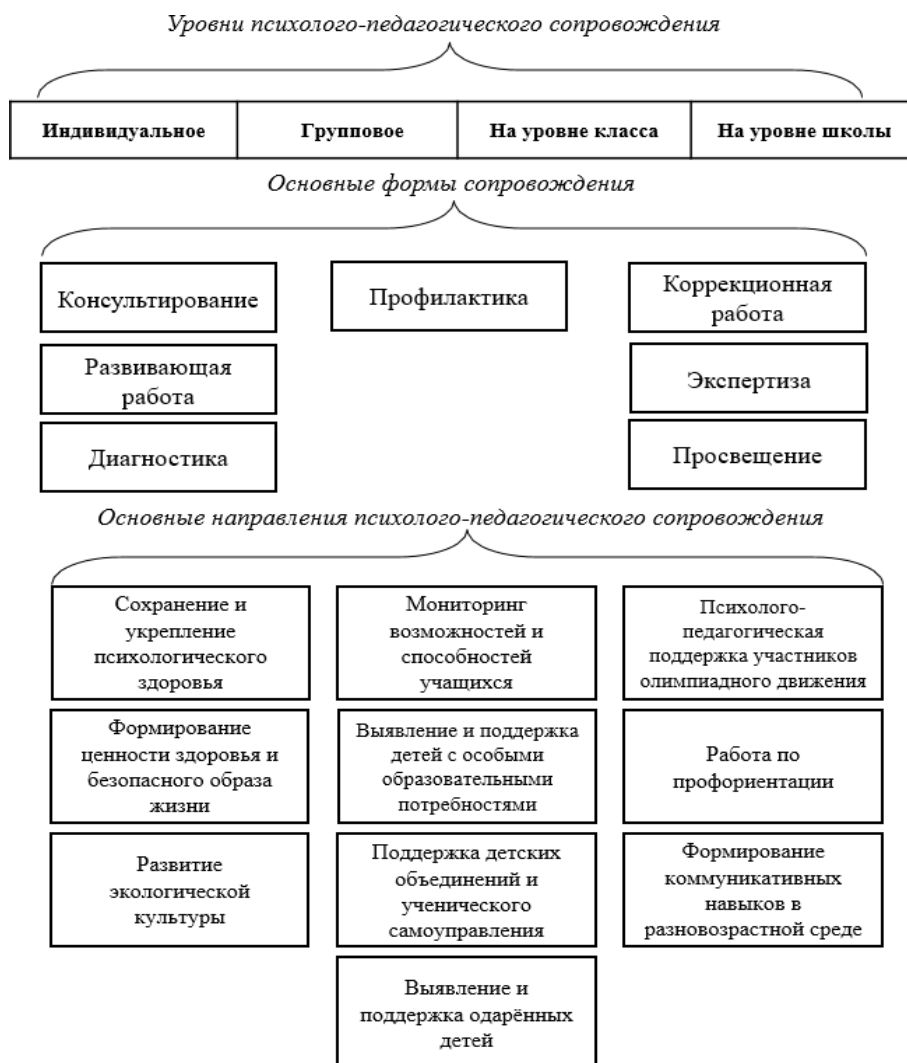 Уровни психолого-педагогического сопровождения
Индивидуальное
Групповое
На уровне класса
На уровне школы
Основные формы сопровождения
Консультирование
Профилактика
Коррекционная
работа
Развивающая
работа
Экспертиза
Диагностика
Просвещение
Основные направления психолого-педагогического сопровождения
Сохранение и
укрепление
психологического
здоровья
Мониторинг
возможностей и
способностей
учащихся
Психолого-
педагогическая
поддержка участников
олимпиадного движения
Формирование
ценности здоровья и
безопасного образа
жизни
Выявление и поддержка
детей с особыми
образовательными
потребностями
Работа по
профориентации
Развитие
экологической
культуры
Поддержка детских
объединений и
ученического
самоуправления
Формирование
коммуникативных
навыков в
разновозрастной среде
Выявление и
поддержка одарённых
детей